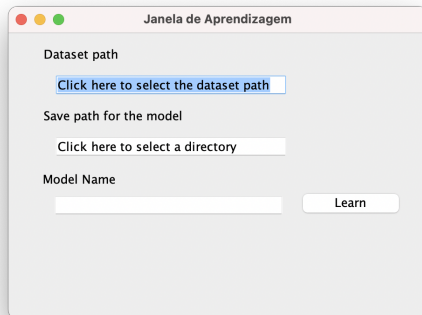 Janela de Aprendizagem
Dataset path
Click here to select the dataset path
Save path for the model
Click here to select a directory
Model Name
Learn